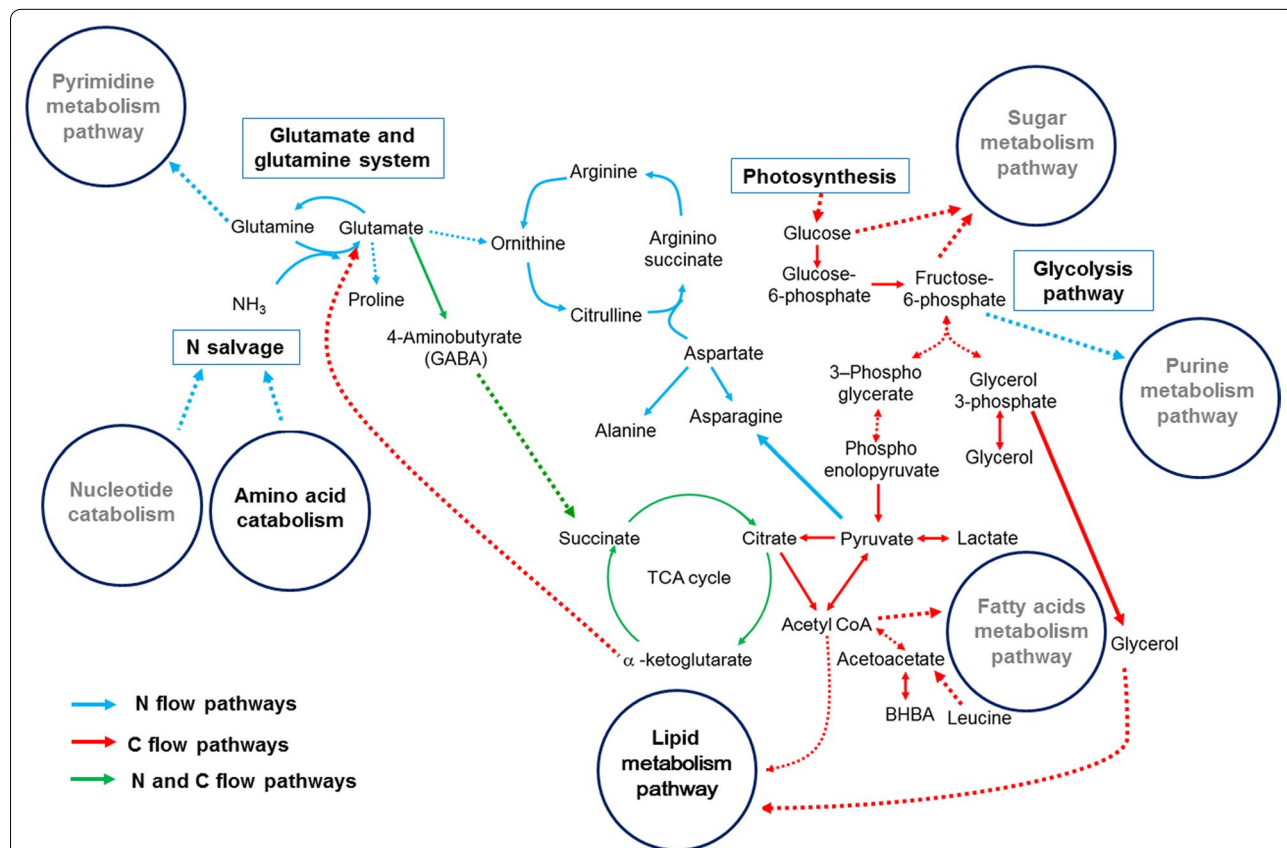 Pyrimidine
metabolism
pathway
Glutamate and
glutamine system
Glutamine
Glutamate
NH3
Proline
N salvage
4-Aminobutyrate
(GABA)
Nucleotide
catabolism
Amino acid
catabolism
Arginine
Ornithine
Arginino
succinate
Citrulline
Aspartate
Alanine
Asparagine
Photosynthesis
Glucose
Glucose-
6-phosphate
Fructose-
6-phosphate
Sugar
metabolism
pathway
Glycolysis
pathway
Purine
metabolism
pathway
3–Phospho
glycerate
Glycerol
3-phosphate
Phospho
enolopyruvate
Glycerol
Succinate
Citrate
Pyruvate
Lactate
TCA cycle
α -ketoglutarate
Acetyl CoA
Fatty acids
metabolism
pathway
Glycerol
Acetoacetate
BHBA
Leucine
Lipid
metabolism
pathway
N flow pathways
C flow pathways
N and C flow pathways